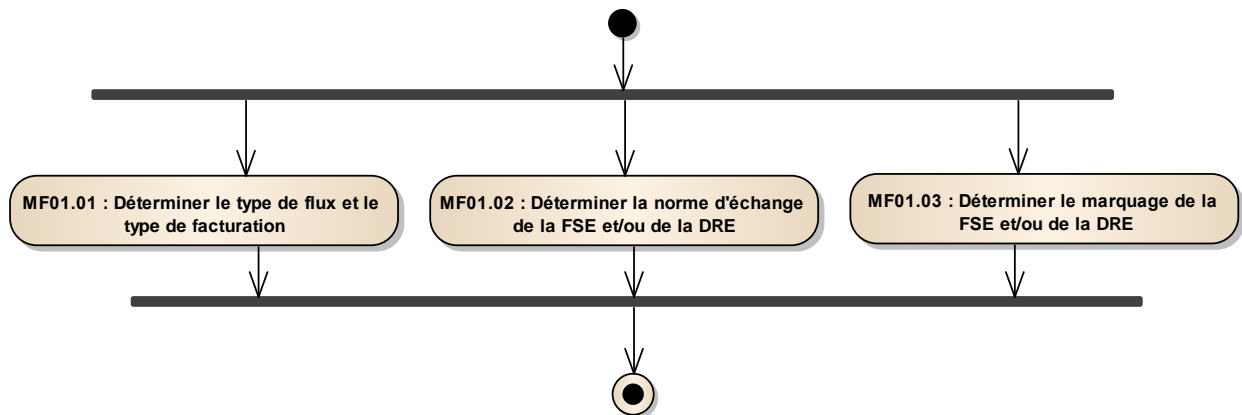 MF01.01 : Déterminer le type de flux et le
type de facturation
MF01.02 : Déterminer la norme d'échange
de la FSE et/ou de la DRE
MF01.03 : Déterminer le marquage de la
FSE et/ou de la DRE